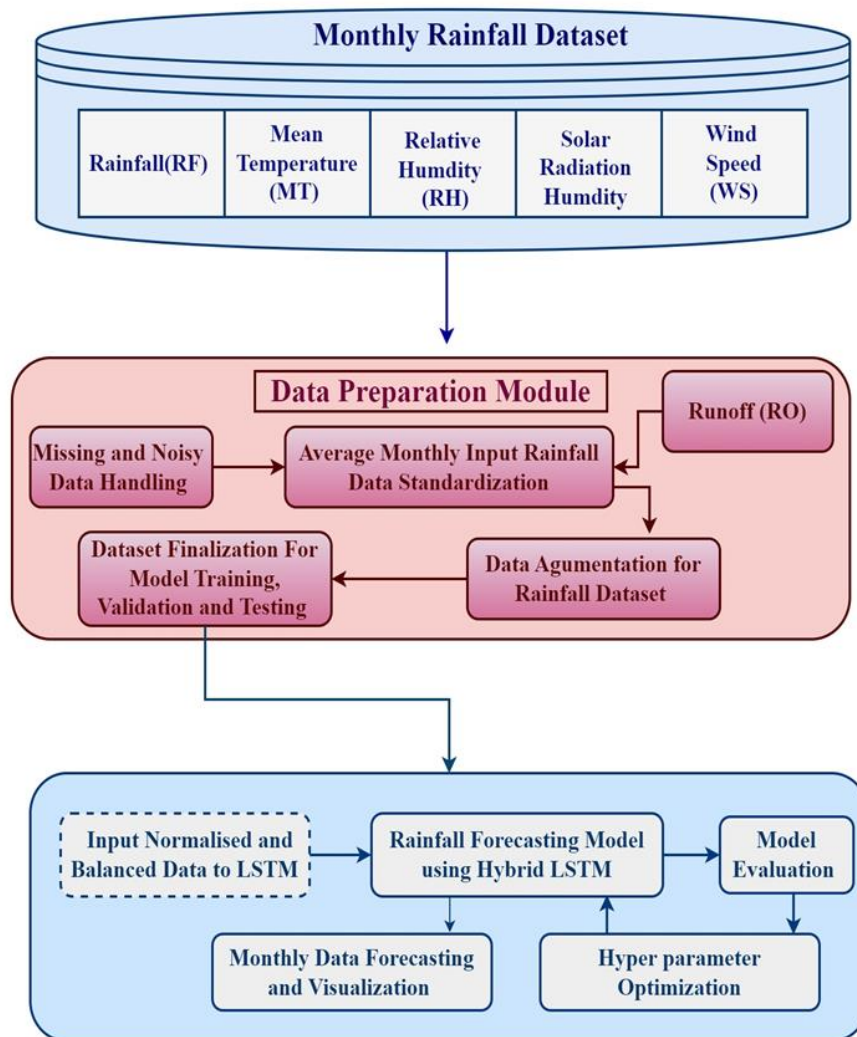 Monthly Rainfall Dataset
Rainfall(RF)
Mean
Temperature
(MT)
Relative
Humdity
(RH)
Solar
Radiation
Humdity
Wind
Speed
(WS)
Data Preparation Module
Runoff (RO)
Missing and Noisy
Data Handling
Average Monthly Input Rainfall
Data Standardization
Dataset Finalization For
Model Training,
Validation and Testing
Data Agumentation for
Rainfall Dataset
Input Normalised and
Balanced Data to LSTM
Rainfall Forecasting Model
using Hybrid LSTM
Model
Evaluation
Monthly Data Forecasting
and Visualization
Hyper parameter
Optimization